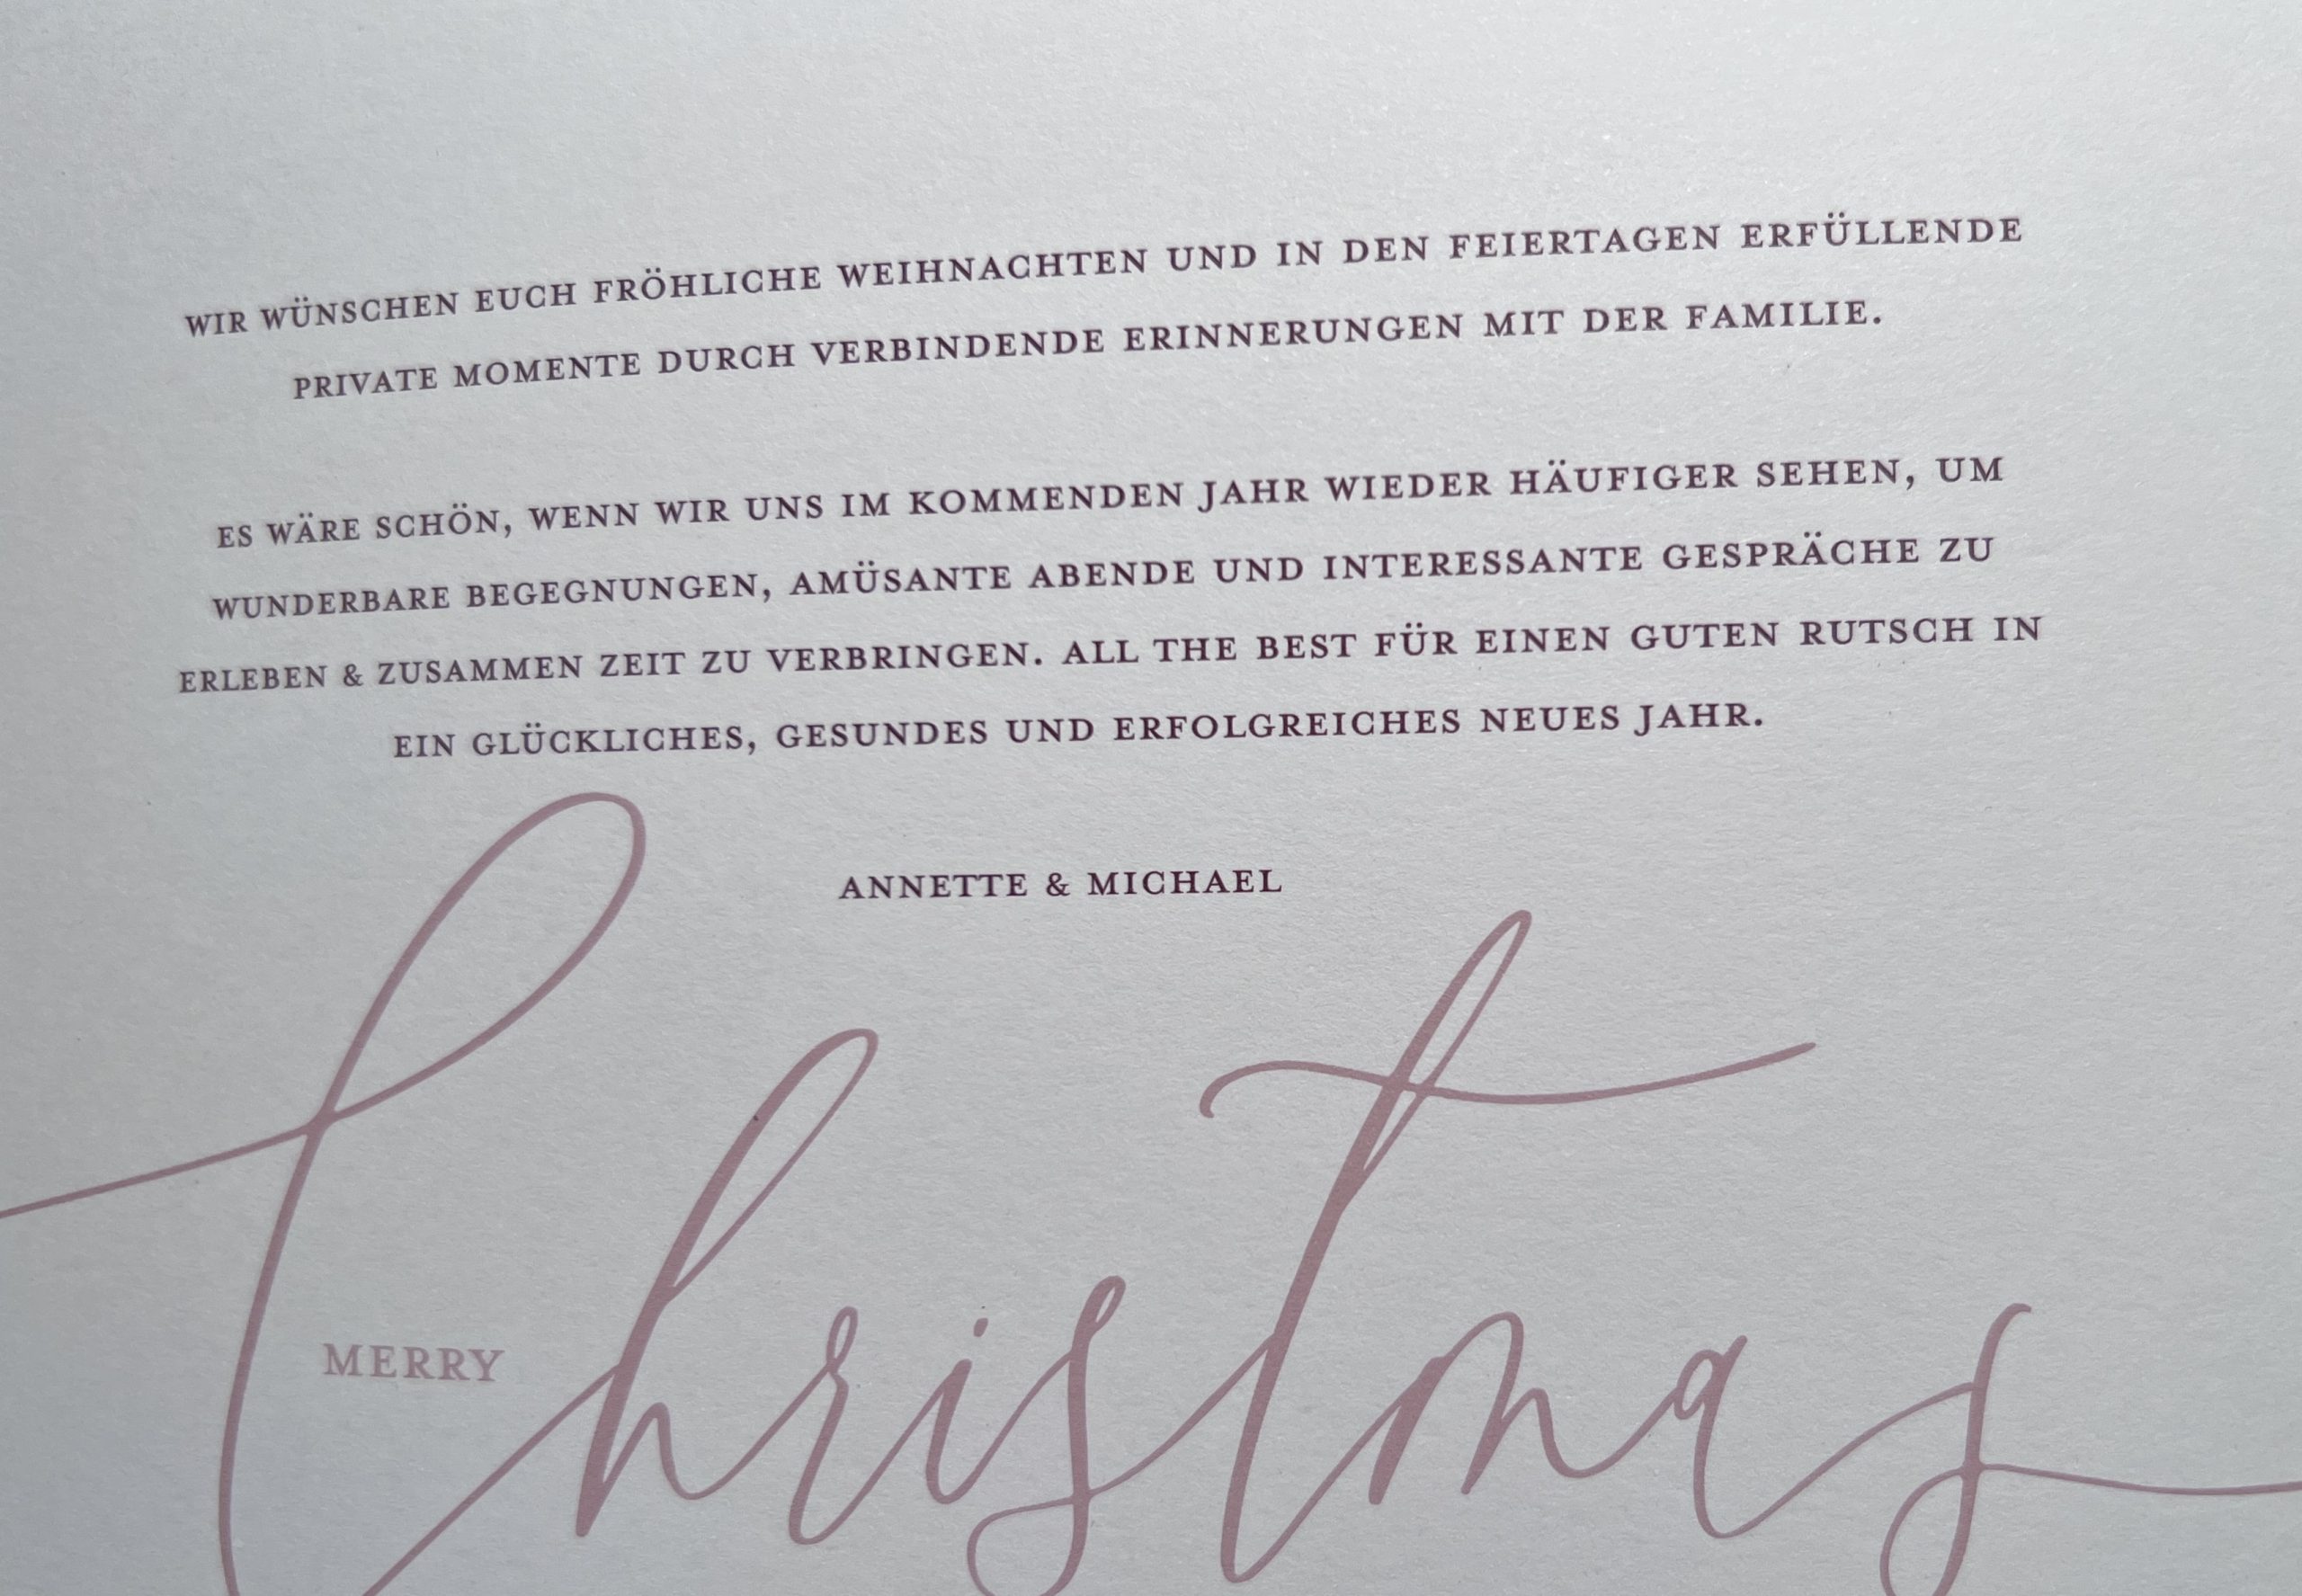 WIR WÜNSCHEN EUCH FRÖHLICHE WEIHNACHTEN UND IN DEN FEIERTAGEN ERFÜLLENDE
PRIVATE MOMENTE DURCH VERBINDENDE ERINNERUNGEN MIT DER FAMILIE.
ES WÄRE SCHÖN, WENN WIR UNS IM KOMMENDEN JAHR WIEDER HÄUFIGER SEHEN, UM
WUNDERBARE BEGEGNUNGEN, AMÜSANTE ABENDE UND INTERESSANTE GESPRÄCHE ZU
ERLEBEN & ZUSAMMEN ZEIT ZU VERBRINGEN. ALL THE BEST FÜR EINEN GUTEN RUTSCH IN
EIN GLÜCKLICHES, GESUNDES UND ERFOLGREICHES NEUES JAHR.
ANNETTE & MICHAEL
MERRY
Christmas